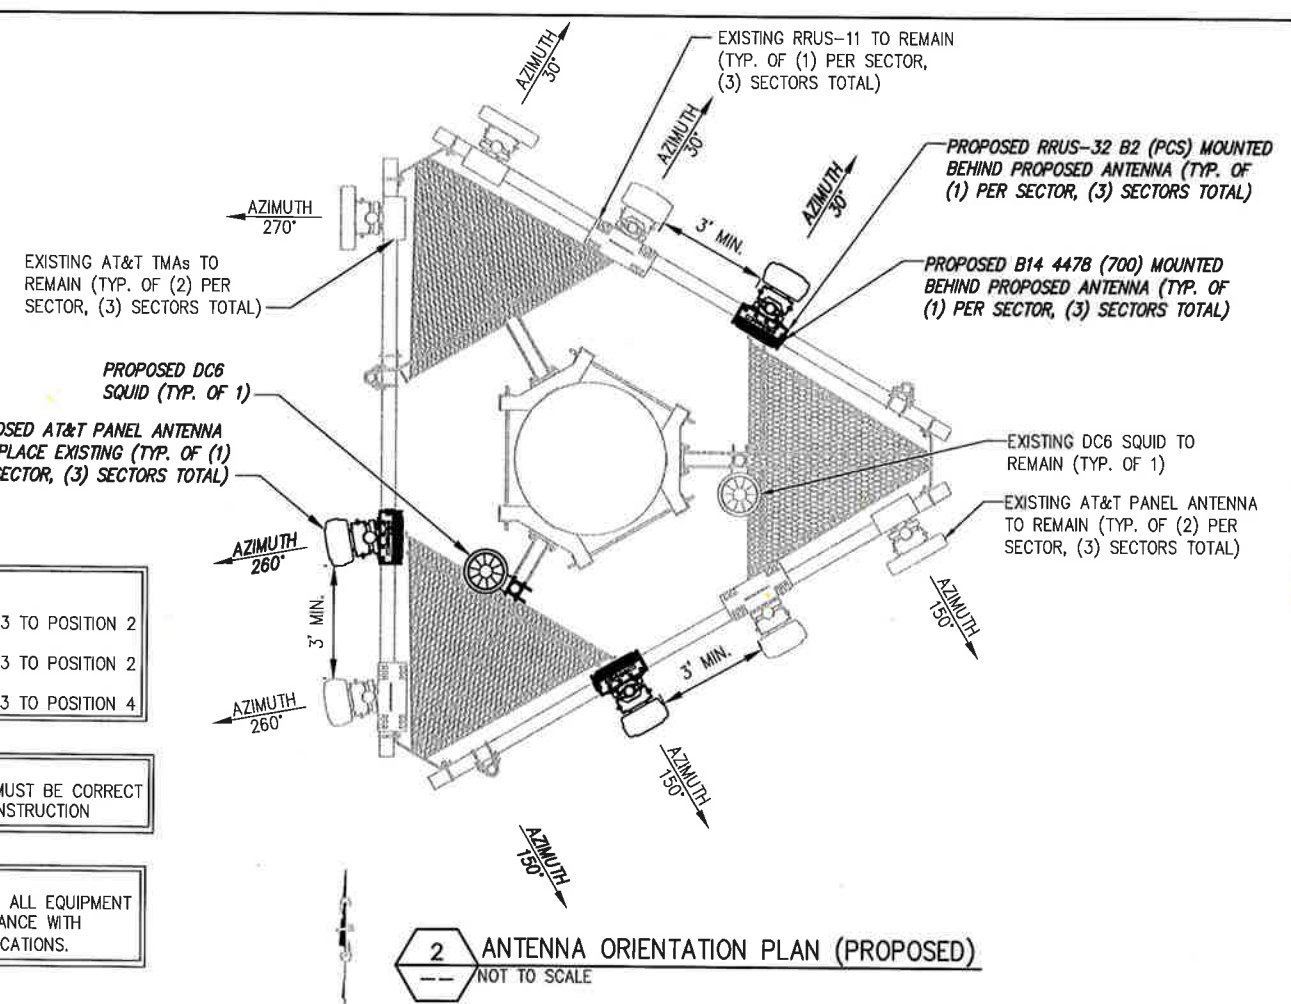 AZIMUTH
30°
EXISTING RRUS-11 TO REMAIN
(TYP. OF (1) PER SECTOR,
(3) SECTORS TOTAL)
AZIMUTH
30°
PROPOSED RRUS-32 B2 (PCS) MOUNTED
BEHIND PROPOSED ANTENNA (TYP. OF
(1) PER SECTOR, (3) SECTORS TOTAL)
AZIMUTH
30°
AZIMUTH
270°
3' MIN.
EXISTING AT&T TMAs TO
REMAIN (TYP. OF (2) PER
SECTOR, (3) SECTORS TOTAL)
PROPOSED B14 4478 (700) MOUNTED
BEHIND PROPOSED ANTENNA (TYP. OF
(1) PER SECTOR, (3) SECTORS TOTAL)
PROPOSED DC6
SQUID (TYP. OF 1)
OSED AT&T PANEL ANTENNA
PLACE EXISTING (TYP. OF (1)
SECTOR, (3) SECTORS TOTAL)
EXISTING DC6 SQUID TO
REMAIN (TYP. OF 1)
EXISTING AT&T PANEL ANTENNA
TO REMAIN (TYP. OF (2) PER
SECTOR, (3) SECTORS TOTAL)
AZIMUTH
260°
3' MIN.
AZIMUTH
150°
3 TO POSITION 2
3 TO POSITION 2
3 TO POSITION 4
3' MIN.
AZIMUTH
260°
AZIMUTH
150°
MUST BE CORRECT
NSTRUCTION
AZIMUTH
150°
ALL EQUIPMENT
ANCE WITH
CATIONS.
2
--
ANTENNA ORIENTATION PLAN (PROPOSED)
NOT TO SCALE